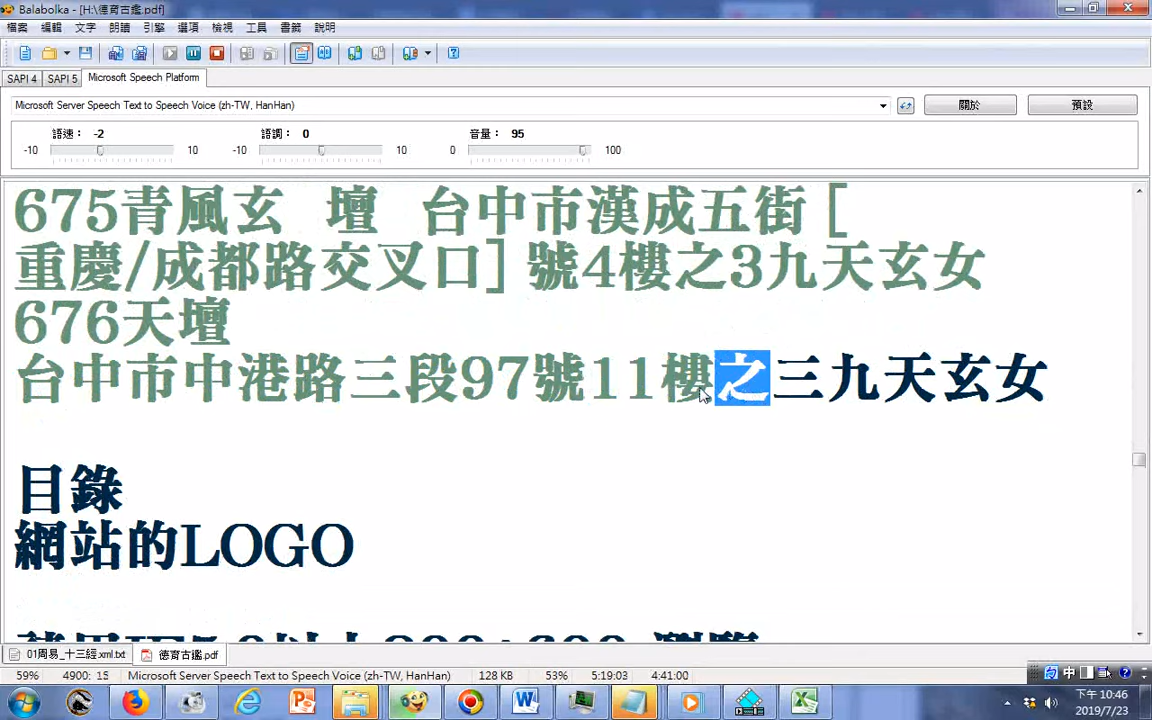 Balabolka - [H:\德育古鑑.pdf]
檔案 編輯 文字 朗讀 引擎 選項 檢視 工具 書籤 說明
SAPI 4 SAPI 5 Microsoft Speech Platform
Microsoft Server Speech Text to Speech Voice (zh-TW, HanHan) 關於 預設
語速： -2 語調： 0 音量： 95
-10 10 -10 10 0 100
675青風玄 壇 台中市漢成五街 [
重慶/成都路交叉口] 號4樓之3九天玄女
676天壇
台中市中港路三段97號11樓之三九天玄女
目錄
網站的LOGO
01周易_十三經.xml.txt 德育古鑑.pdf
59% 4900: 15 Microsoft Server Speech Text to Speech Voice (zh-TW, HanHan) 128 KB 53% 5:19:03 4:41:00
中
下午 10:46
2019/7/23